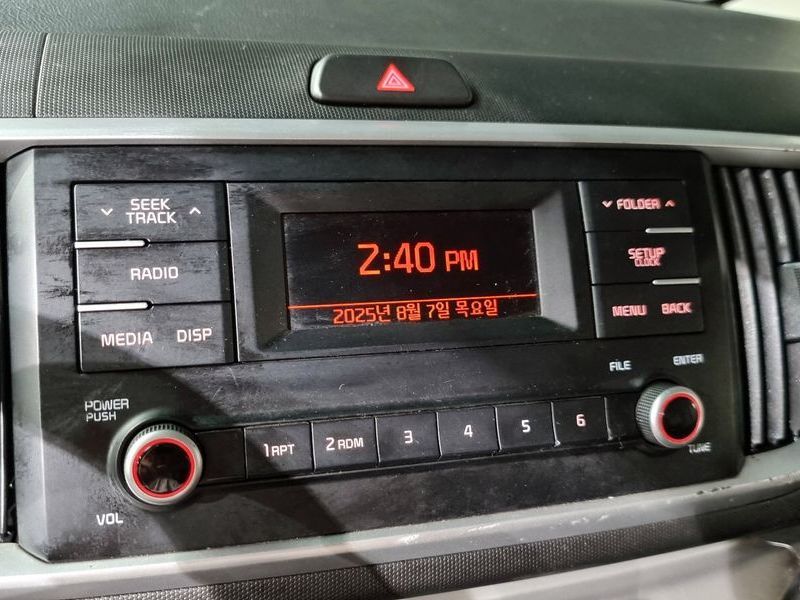 SEEK
TRACK
RADIO
MEDIA DISP
2:40 PM
2025년 8월 7일 목요일
FOLDER
SETUP
CLOCK
MENU BACK
POWER
PUSH
VOL
1 RPT 2 RDM 3 4 5 6
FILE ENTER
TUNE